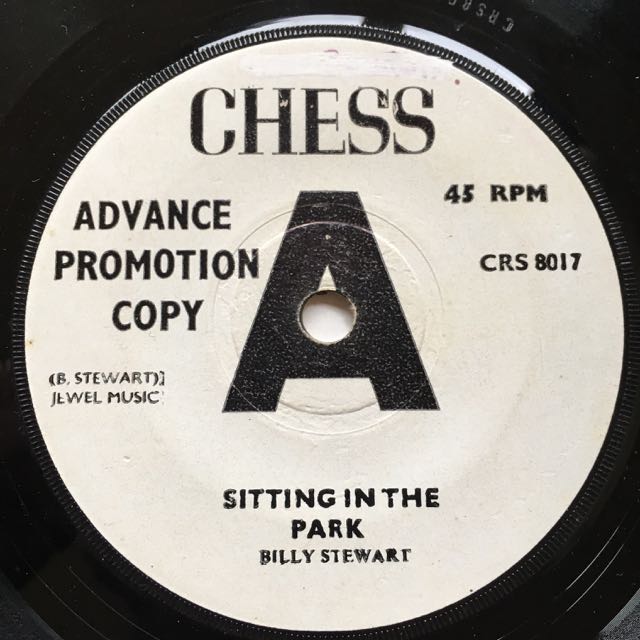 CHESS
ADVANCE
PROMOTION
COPY
A
45 RPM
CRS 8017
(B. STEWART)]
JEWEL MUSIC
SITTING IN THE
PARK
BILLY STEWART